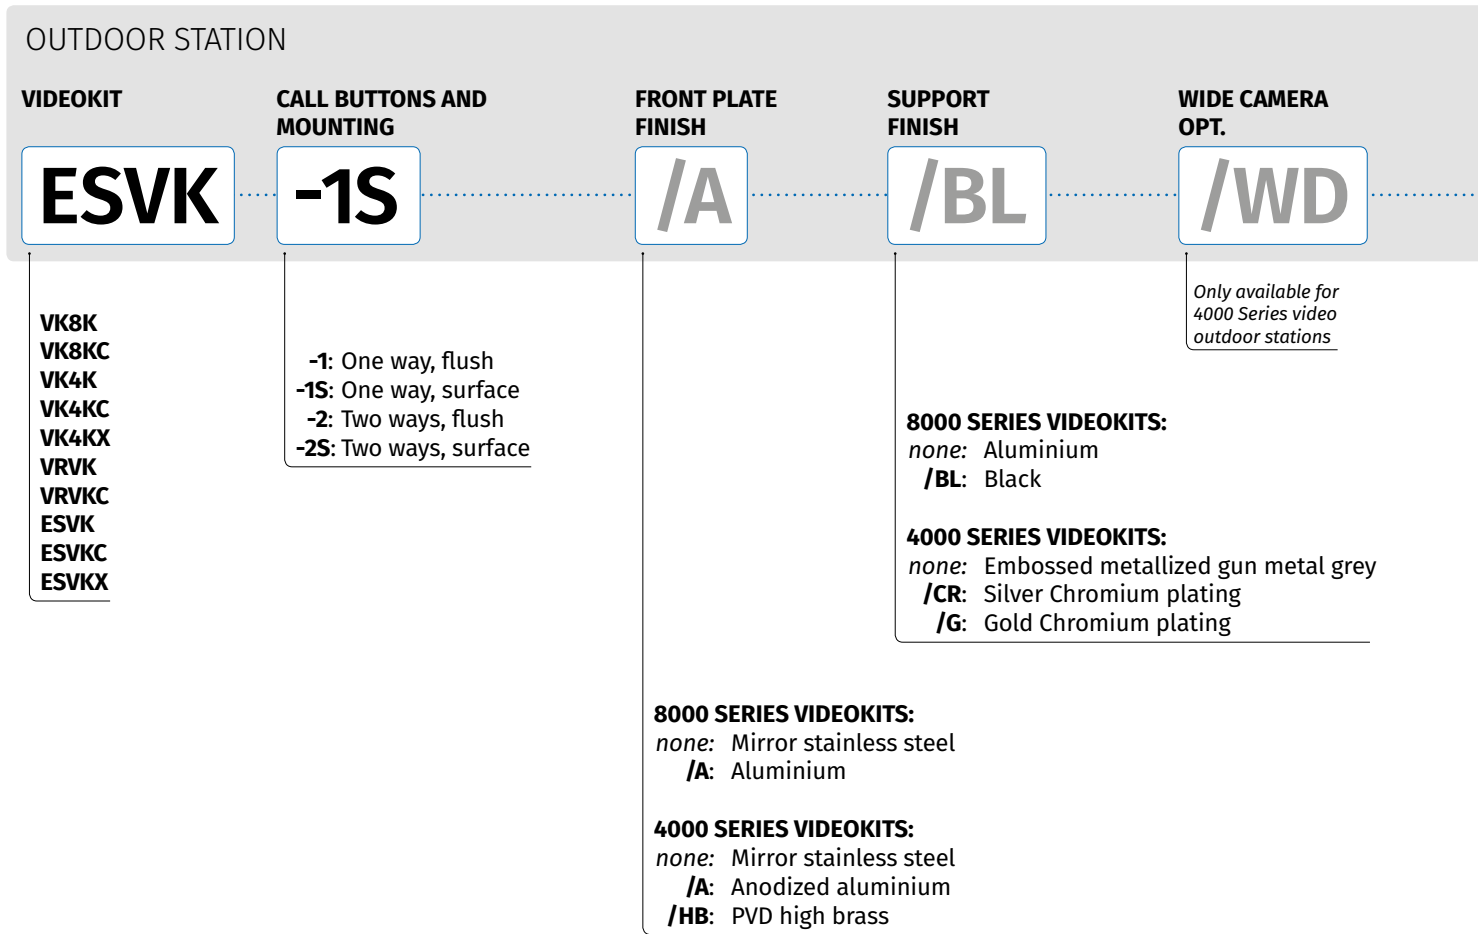 OUTDOOR STATION
VIDEOKIT
CALL BUTTONS AND
MOUNTING
FRONT PLATE
FINISH
SUPPORT
FINISH
WIDE CAMERA
OPT.
ESVK
-1S
/A
/BL
/WD
VK8K
VK8KC
VK4K
VK4KC
VK4KX
VRVK
VRVKC
ESVK
ESVKC
ESVKX
-1: One way, flush
-1S: One way, surface
-2: Two ways, flush
-2S: Two ways, surface
8000 SERIES VIDEOKITS:
none: Mirror stainless steel
/A: Aluminium
4000 SERIES VIDEOKITS:
none: Mirror stainless steel
/A: Anodized aluminium
/HB: PVD high brass
8000 SERIES VIDEOKITS:
none: Aluminium
/BL: Black
4000 SERIES VIDEOKITS:
none: Embossed metallized gun metal grey
/CR: Silver Chromium plating
/G: Gold Chromium plating
Only available for
4000 Series video
outdoor stations